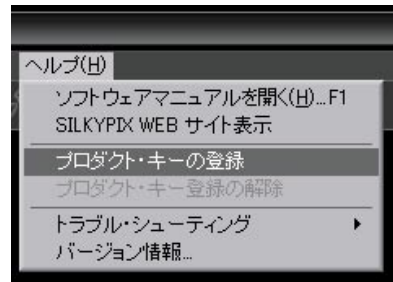 ヘルプ(H)
ソフトウェアマニュアルを開く(H)...F1
SILKYPIX WEB サイト表示
プロダクト・キーの登録
プロダクト・キー登録の解除
トラブル・シューティング
バージョン情報...